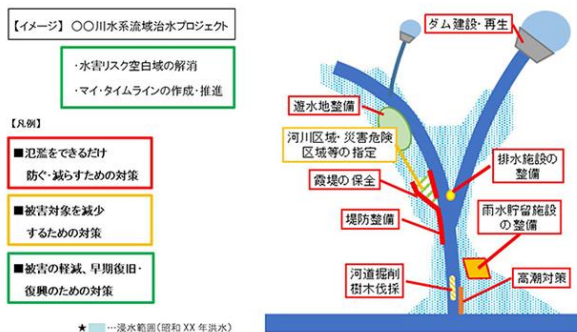 【イメージ】 〇〇川水系流域治水プロジェクト
・水害リスク空白域の解消
・マイ・タイムラインの作成・推進
【凡例】
■氾濫をできるだけ
防ぐ・減らすための対策
■被害対象を減少
するための対策
■被害の軽減、早期復旧・
復興のための対策
★ …浸水範囲(昭和XX年洪水)
ダム建設・再生
遊水地整備
河川区域・災害危険
区域等の指定
霞堤の保全
堤防整備
排水施設の
整備
雨水貯留施設
の整備
河道掘削
樹木伐採
高潮対策